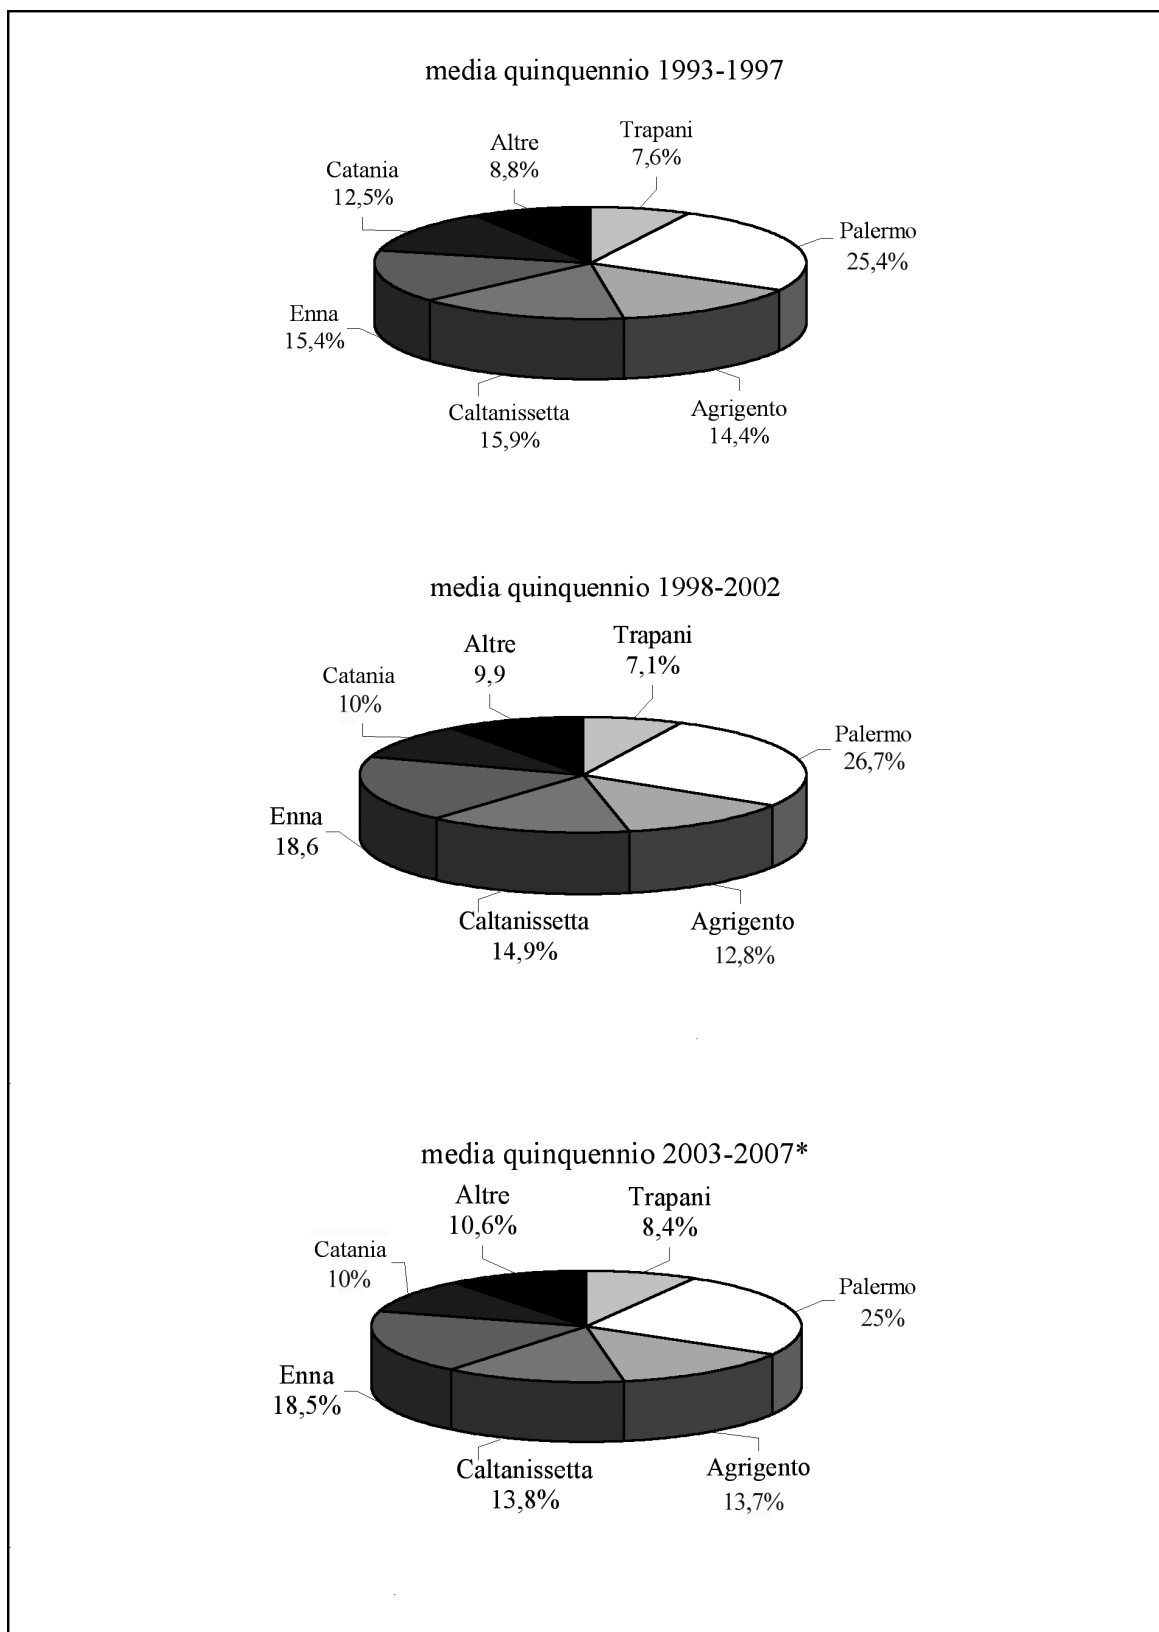 media quinquennio 1993-1997
Trapani
7,6%
Altre
8,8%
Catania
12,5%
Palermo
25,4%
Enna
15,4%
Caltanissetta
15,9%
Agrigento
14,4%
media quinquennio 1998-2002
Trapani
7,1%
Altre
9,9
Catania
10%
Palermo
26,7%
Enna
18,6
Caltanissetta
14,9%
Agrigento
12,8%
media quinquennio 2003-2007*
Altre
10,6%
Trapani
8,4%
Catania
10%
Palermo
25%
Enna
18,5%
Caltanissetta
13,8%
Agrigento
13,7%